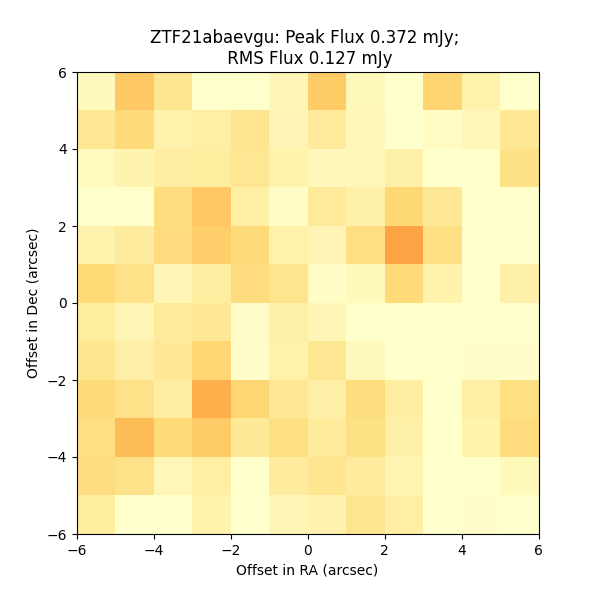 ZTF21abaevgu: Peak Flux 0.372 mJy;
RMS Flux 0.127 mJy
6
4
2
0
−2
−4
−6
Offset in Dec (arcsec)
−6 −4 −2 0 2 4 6
Offset in RA (arcsec)